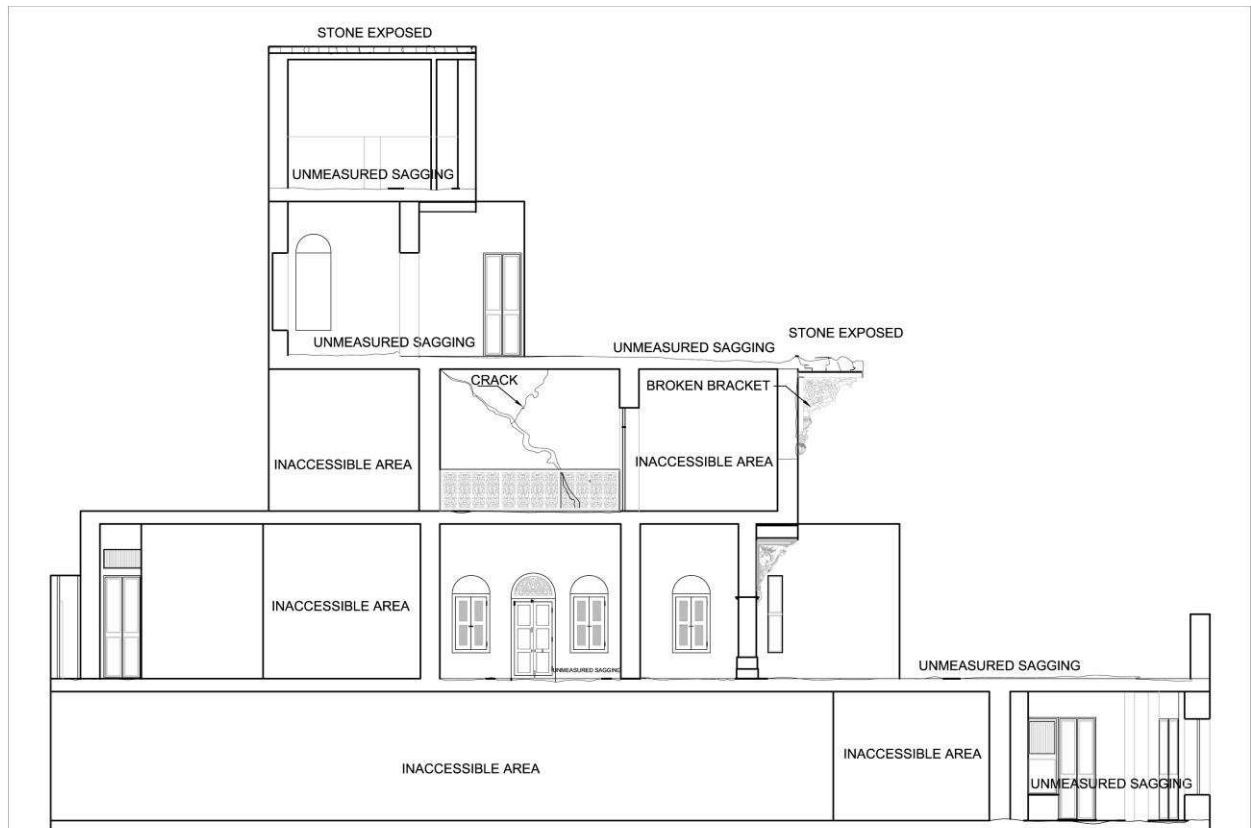 STONE EXPOSED
UNMEASURED SAGGING
STONE EXPOSED
UNMEASURED SAGGING
UNMEASURED SAGGING
CRACK
BROKEN BRACKET
INACCESSIBLE AREA
INACCESSIBLE AREA
INACCESSIBLE AREA
UNMEASURED SAGGING
UNMEASURED SAGGING
INACCESSIBLE AREA
INACCESSIBLE AREA
UNMEASURED SAGGING